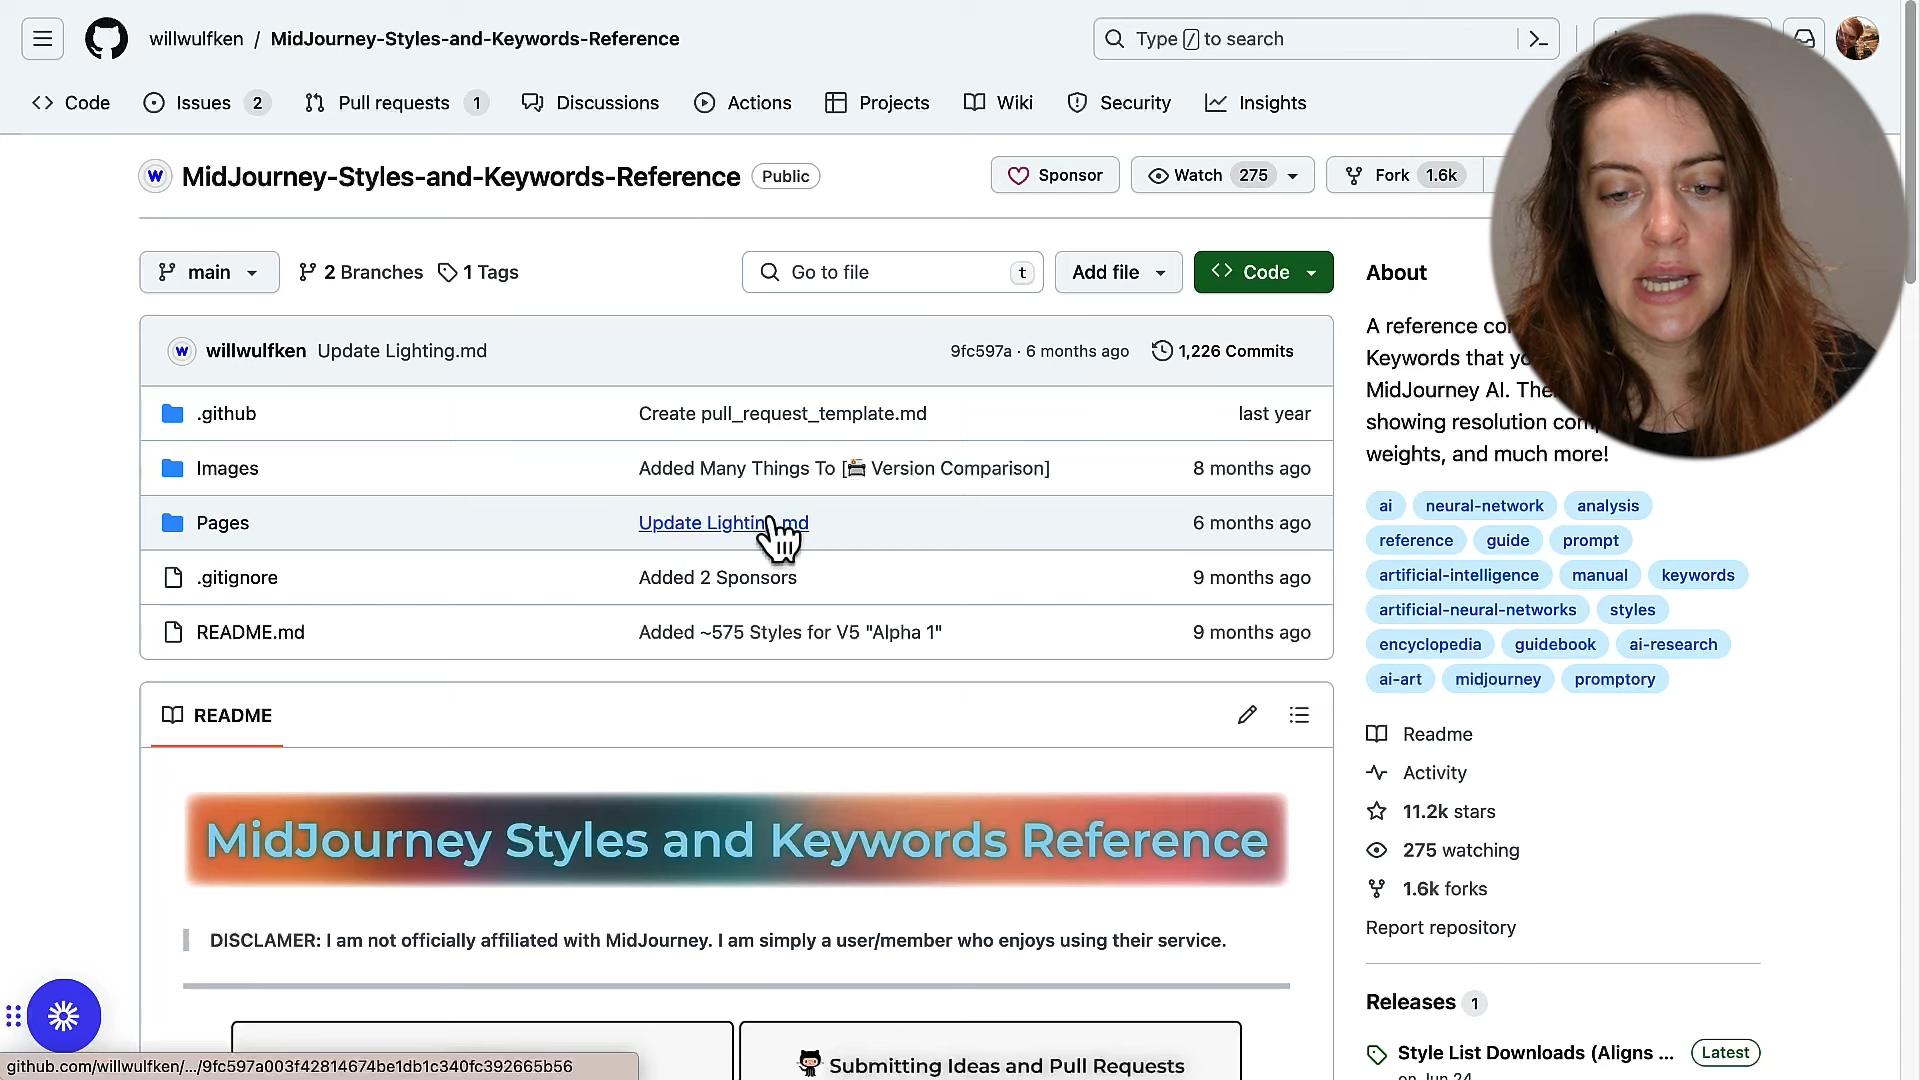 willwulfken / MidJourney-Styles-and-Keywords-Reference
Type / to search
Code
Issues 2
Pull requests 1
Discussions
Actions
Projects
Wiki
Security
Insights
W MidJourney-Styles-and-Keywords-Reference Public
Sponsor
Watch 275
Fork 1.6k
main
2 Branches
1 Tags
Go to file t
Add file
Code
W willwulfken Update Lighting.md 9fc597a · 6 months ago 1,226 Commits
.github Create pull_request_template.md last year
Images Added Many Things To [ Version Comparison] 8 months ago
Pages Update 6 months ago
.gitignore Added 2 Sponsors 9 months ago
README.md Added ~575 Styles for V5 "Alpha 1" 9 months ago
README
MidJourney Styles and Keywords Reference
DISCLAMER: I am not officially affiliated with MidJourney. I am simply a user/member who enjoys using their service.
Submitting Ideas and Pull Requests
About
A reference
Keywords that
MidJourney AI.
showing resolution
weights, and much more!
ai neural-network analysis
reference guide prompt
artificial-intelligence manual keywords
artificial-neural-networks styles
encyclopedia guidebook ai-research
ai-art midjourney promptory
Readme
Activity
11.2k stars
275 watching
1.6k forks
Report repository
Releases 1
Style List Downloads (Aligns ... Latest
on Jun 24
github.com/willwulfken/.../9fc597a003f42814674be1db1c340fc392665b56